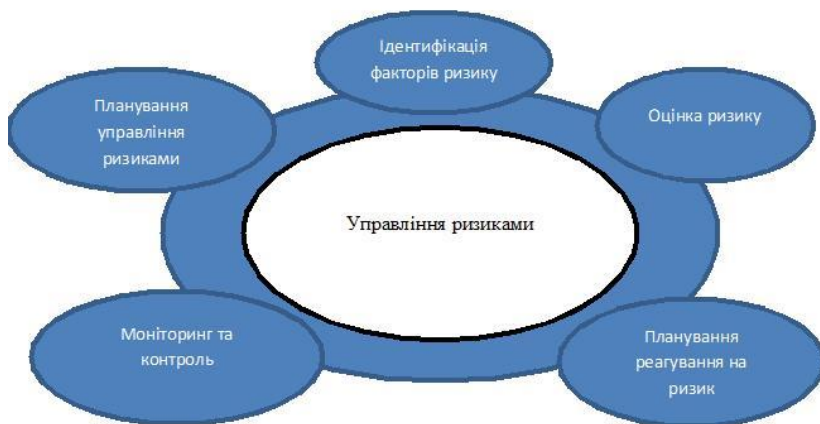 Ідентифікація
факторів ризику
Планування
управління
ризиками
Оцінка ризику
Управління ризиками
Моніторинг та
контроль
Планування
реагування на
ризик